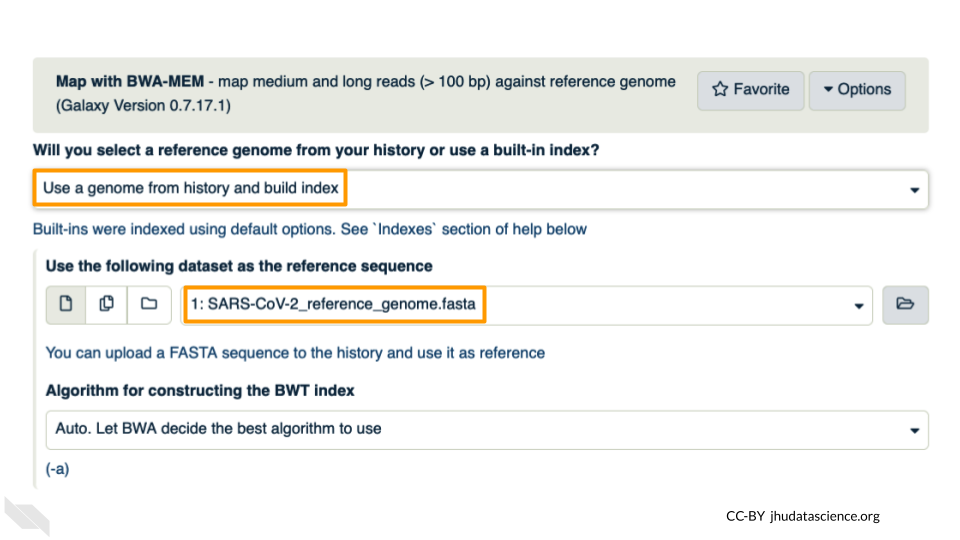 Map with BWA-MEM - map medium and long reads (> 100 bp) against reference genome
(Galaxy Version 0.7.17.1)
Favorite
Options
Will you select a reference genome from your history or use a built-in index?
Use a genome from history and build index
Built-ins were indexed using default options. See `Indexes` section of help below
Use the following dataset as the reference sequence
1: SARS-CoV-2_reference_genome.fasta
You can upload a FASTA sequence to the history and use it as reference
Algorithm for constructing the BWT index
Auto. Let BWA decide the best algorithm to use
(-a)
CC-BY jhudatascience.org